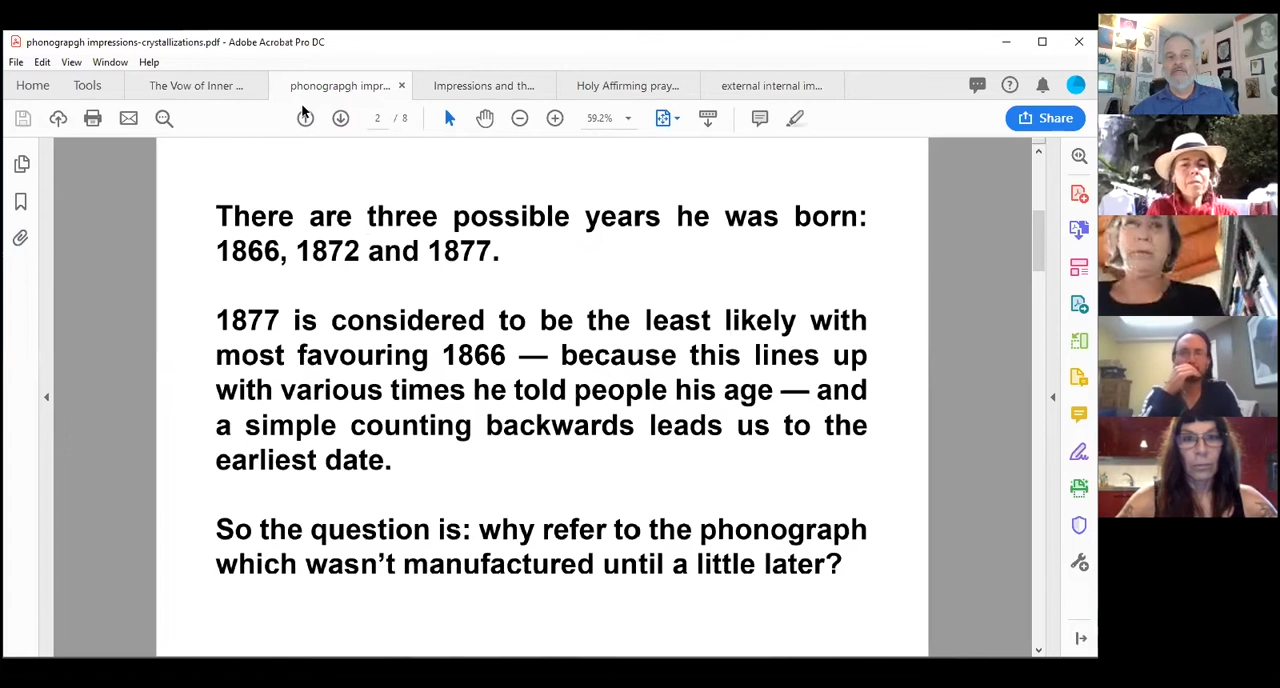 phonograpgh impressions-crystallizations.pdf - Adobe Acrobat Pro DC
File Edit View Window Help
Home Tools The Vow of Inner ... phonograpgh impr... × Impressions and th... Holy Affirming pray... external internal im...
2 / 8 59.2% Share
There are three possible years he was born:
1866, 1872 and 1877.
1877 is considered to be the least likely with
most favouring 1866 — because this lines up
with various times he told people his age — and
a simple counting backwards leads us to the
earliest date.
So the question is: why refer to the phonograph
which wasn’t manufactured until a little later?